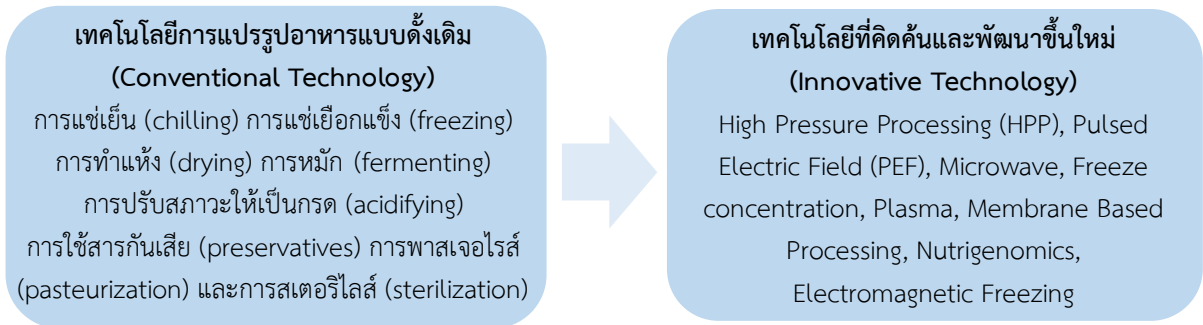 เทคโนโลยีการแปรรูปอาหารแบบดั้งเดิม
(Conventional Technology)
การแช่เย็น (chilling) การแช่เยือกแข็ง (freezing)
การทำแห้ง (drying) การหมัก (fermenting)
การปรับสภาวะให้เป็นกรด (acidifying)
การใช้สารกันเสีย (preservatives) การพาสเจอไรส์
(pasteurization) และการสเตอริไลส์ (sterilization)
เทคโนโลยีที่คิดค้นและพัฒนาขึ้นใหม่
(Innovative Technology)
High Pressure Processing (HPP), Pulsed
Electric Field (PEF), Microwave, Freeze
concentration, Plasma, Membrane Based
Processing, Nutrigenomics,
Electromagnetic Freezing